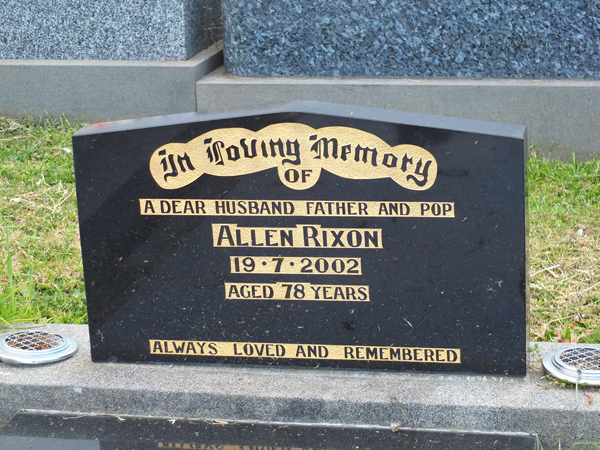 In Loving Memory
OF
A DEAR HUSBAND FATHER AND POP
ALLEN RIXON
19·7·2002
AGED 78 YEARS
ALWAYS LOVED AND REMEMBERED